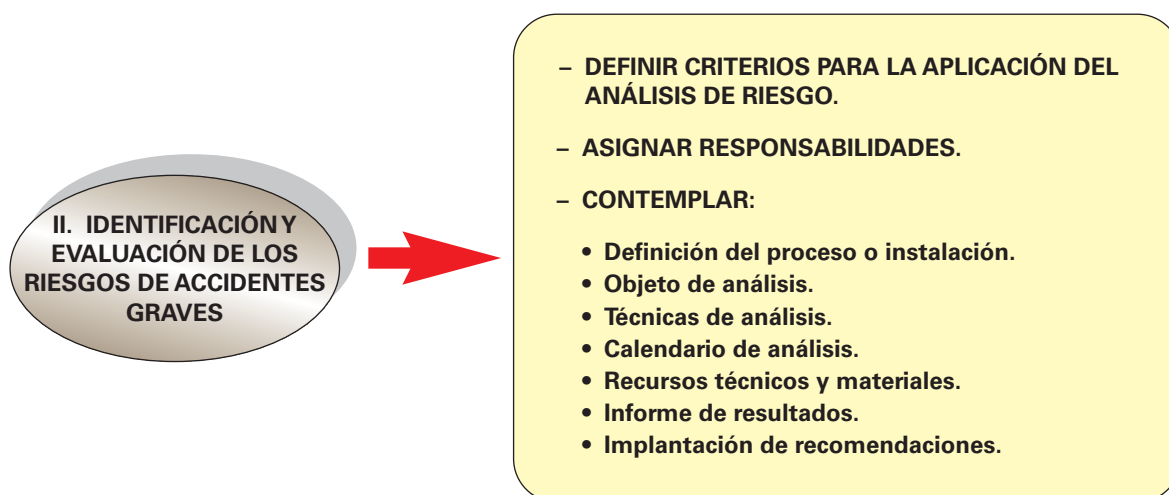 II. IDENTIFICACIÓN Y
EVALUACIÓN DE LOS
RIESGOS DE ACCIDENTES
GRAVES
– DEFINIR CRITERIOS PARA LA APLICACIÓN DEL
ANÁLISIS DE RIESGO.
– ASIGNAR RESPONSABILIDADES.
– CONTEMPLAR:
• Definición del proceso o instalación.
• Objeto de análisis.
• Técnicas de análisis.
• Calendario de análisis.
• Recursos técnicos y materiales.
• Informe de resultados.
• Implantación de recomendaciones.